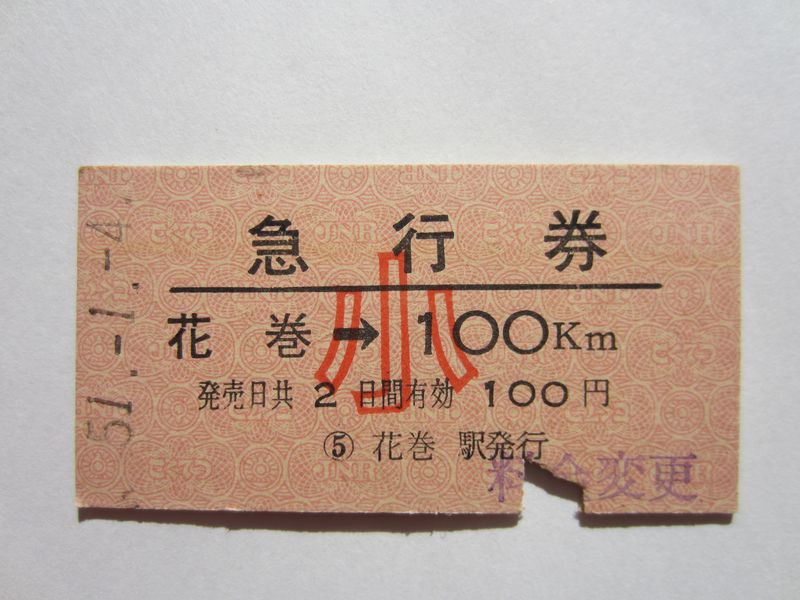 急行券
花巻→100Km
小
発売日共2日間有効 100円
⑤ 花巻 駅発行
料金変更
51.-1.-4.